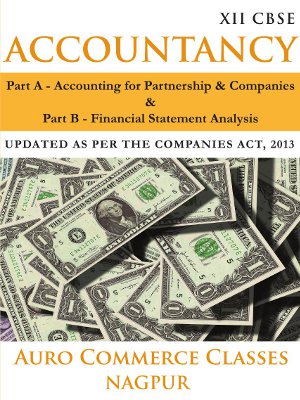 XII CBSE
ACCOUNTANCY
Part A - Accounting for Partnership & Companies
&
Part B - Financial Statement Analysis
UPDATED AS PER THE COMPANIES ACT, 2013
AURO COMMERCE CLASSES
NAGPUR